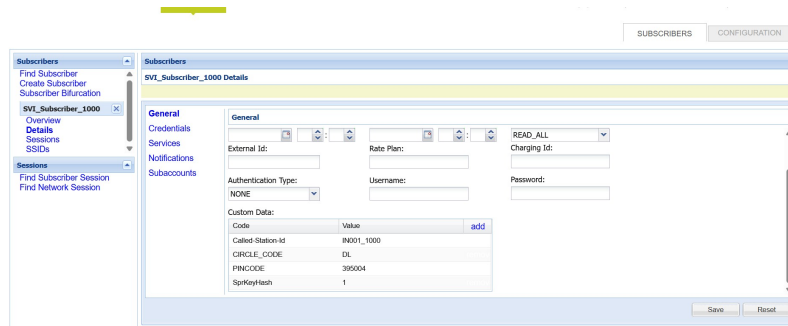 SUBSCRIBERS CONFIGURATION
Subscribers
Find Subscriber
Create Subscriber
Subscriber Bifurcation
SVI_Subscriber_1000
Overview
Details
Sessions
SSIDs
Sessions
Find Subscriber Session
Find Network Session
Subscribers
SVI_Subscriber_1000 Details
General
Credentials
Services
Notifications
Subaccounts
General
: : READ_ALL
External Id: Rate Plan: Charging Id:
Authentication Type: Username: Password:
NONE
Custom Data:
Code Value add
Called-Station-Id IN001_1000
CIRCLE_CODE DL
PINCODE 395004
SprKeyHash 1
Save Reset